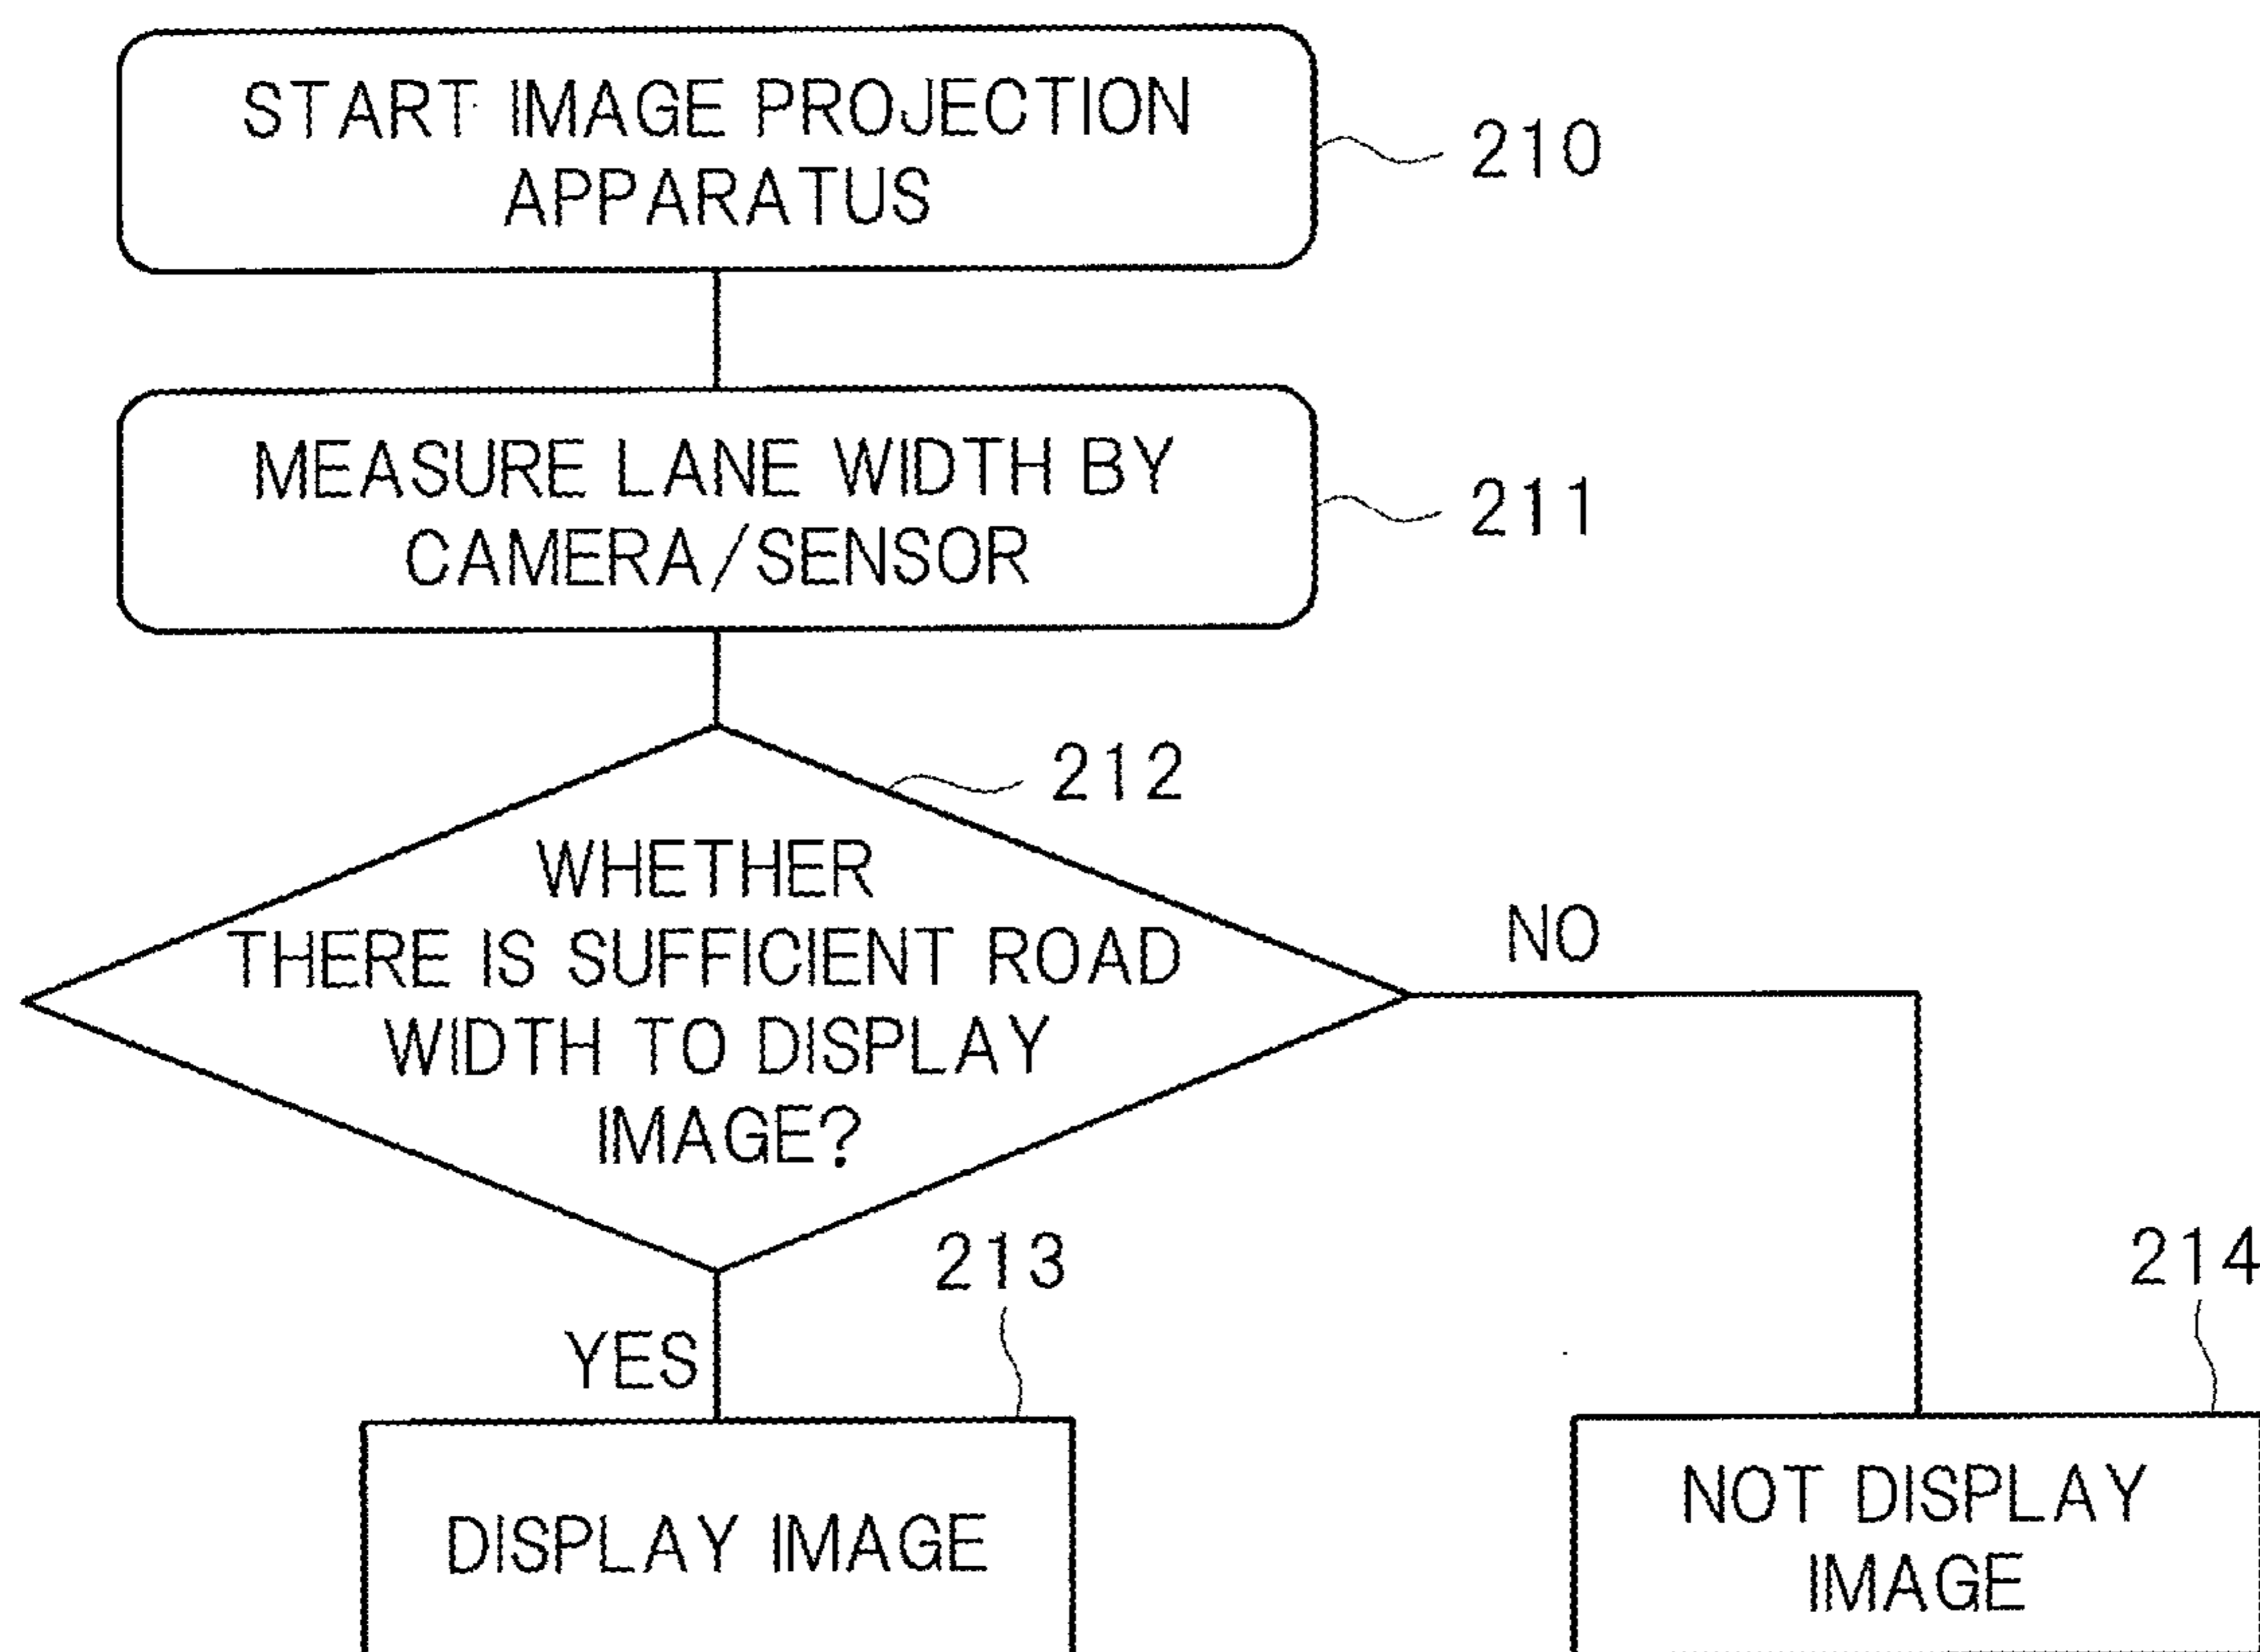 START IMAGE PROJECTION
APPARATUS
210
MEASURE LANE WIDTH BY
CAMERA/SENSOR
211
212
WHETHER
THERE IS SUFFICIENT ROAD
WIDTH TO DISPLAY
IMAGE?
NO
YES
213
214
DISPLAY IMAGE
NOT DISPLAY
IMAGE